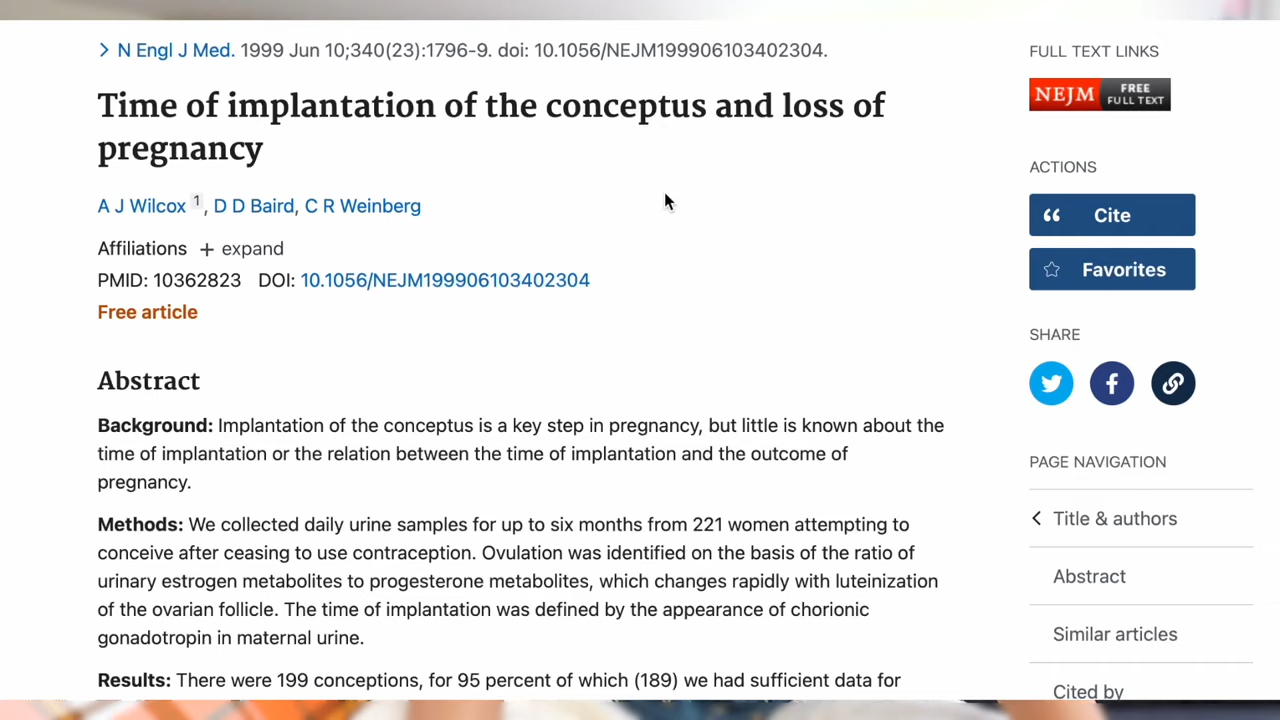 N Engl J Med. 1999 Jun 10;340(23):1796-9. doi: 10.1056/NEJM199906103402304.
Time of implantation of the conceptus and loss of
pregnancy
A J Wilcox 1, D D Baird, C R Weinberg
Affiliations + expand
PMID: 10362823 DOI: 10.1056/NEJM199906103402304
Free article
Abstract
Background: Implantation of the conceptus is a key step in pregnancy, but little is known about the
time of implantation or the relation between the time of implantation and the outcome of
pregnancy.
Methods: We collected daily urine samples for up to six months from 221 women attempting to
conceive after ceasing to use contraception. Ovulation was identified on the basis of the ratio of
urinary estrogen metabolites to progesterone metabolites, which changes rapidly with luteinization
of the ovarian follicle. The time of implantation was defined by the appearance of chorionic
gonadotropin in maternal urine.
Results: There were 199 conceptions, for 95 percent of which (189) we had sufficient data for
FULL TEXT LINKS
NEJM FREE
FULL TEXT
ACTIONS
Cite
Favorites
SHARE
PAGE NAVIGATION
Title & authors
Abstract
Similar articles
Cited by